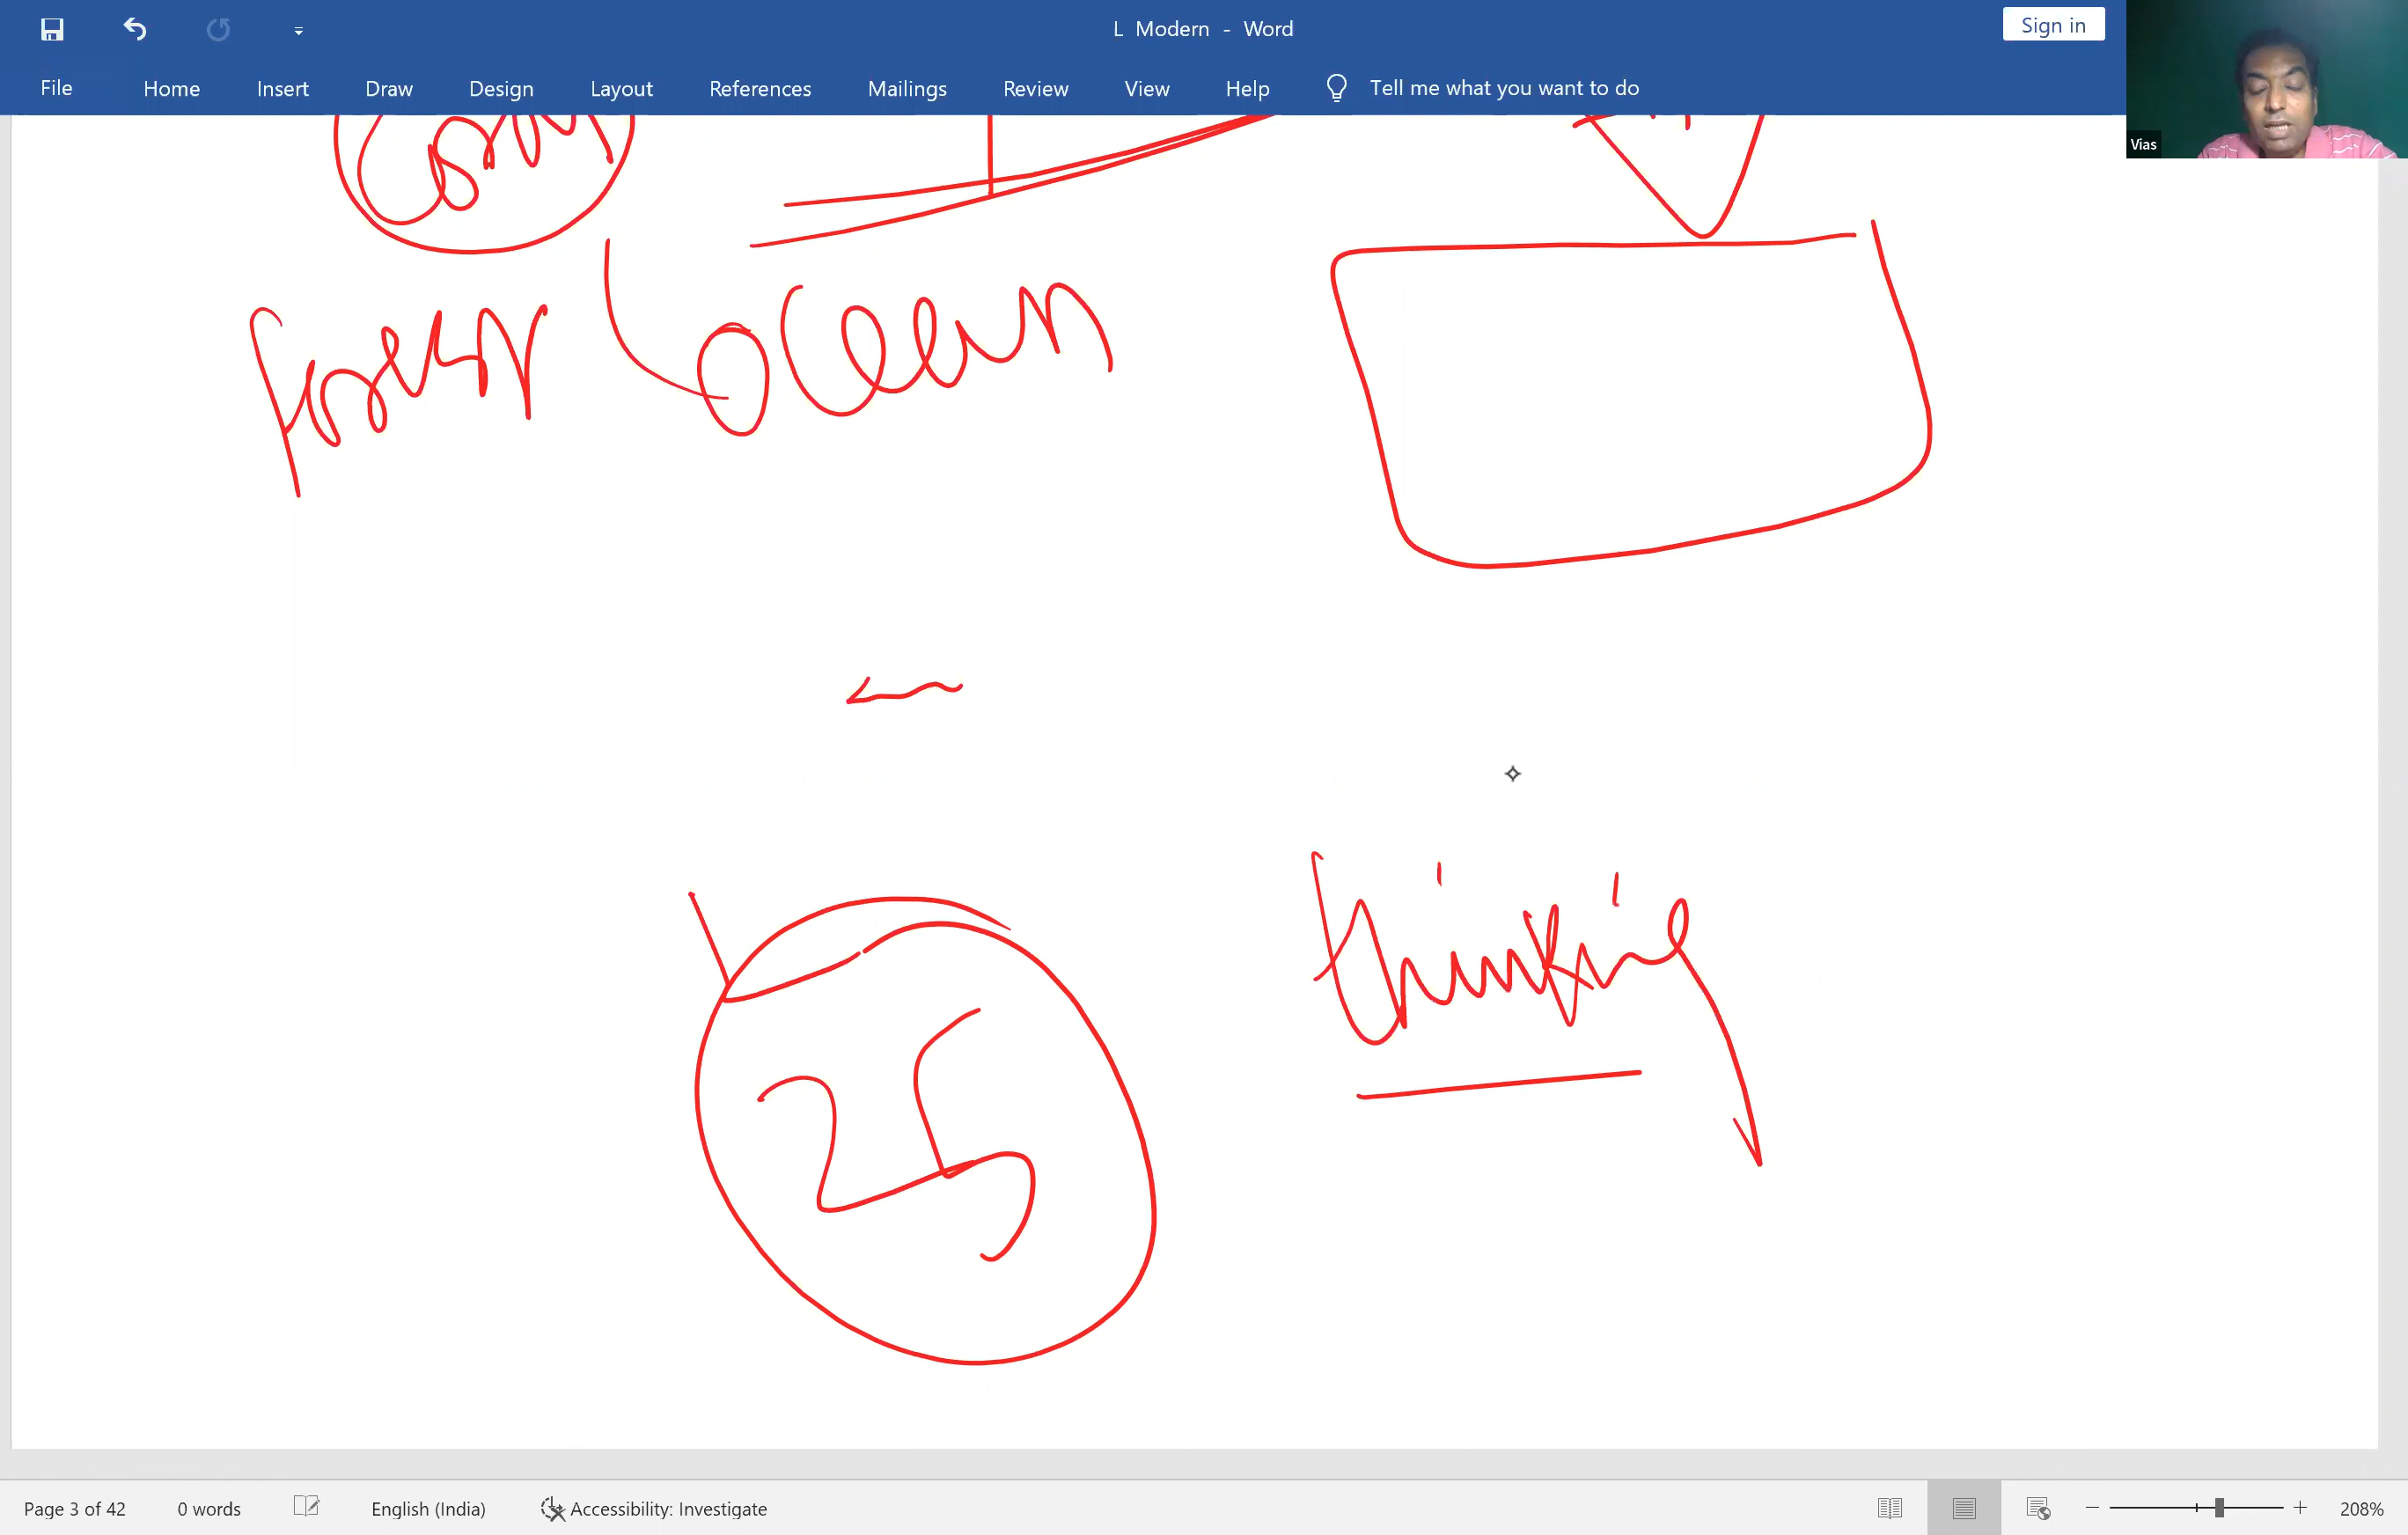 L Modern - Word
Sign in
File Home Insert Draw Design Layout References Mailings Review View Help Tell me what you want to do
Vias
ocean
thinking
25
Page 3 of 42 0 words English (India) Accessibility: Investigate 208%